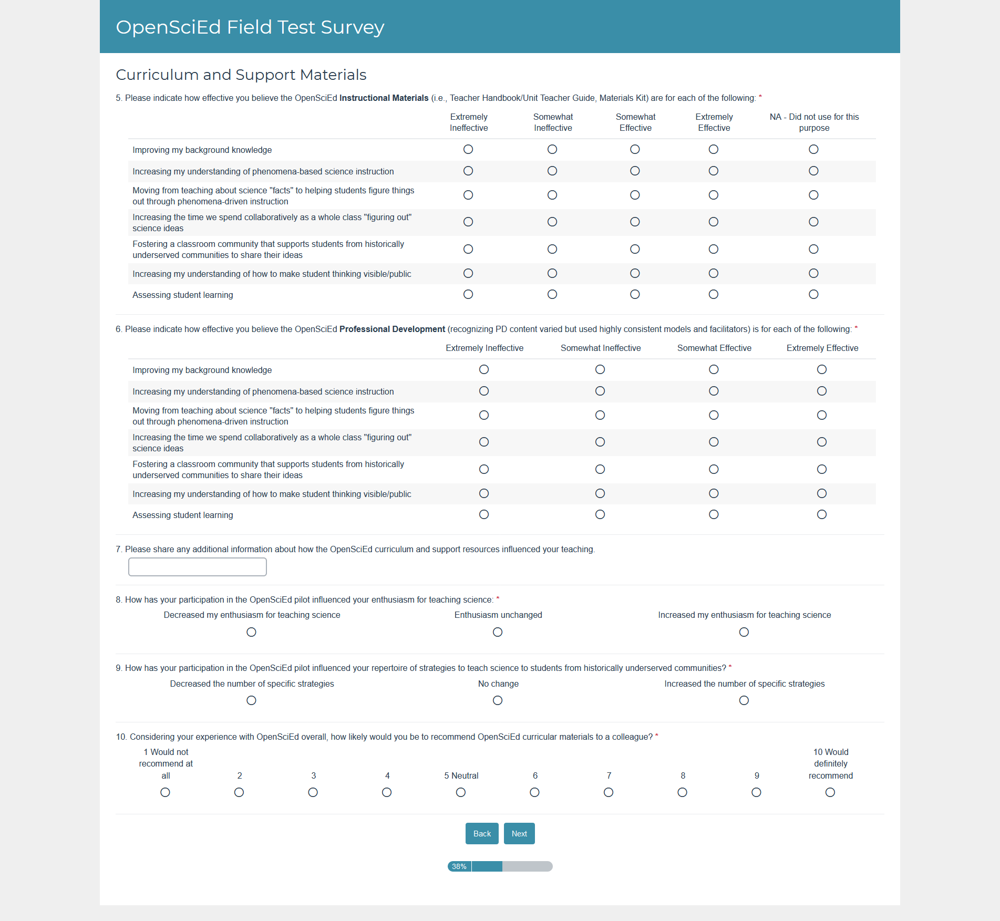 OpenSciEd Field Test Survey
Curriculum and Support Materials
5. Please indicate how effective you believe the OpenSciEd Instructional Materials (i.e., Teacher Handbook/Unit Teacher Guide, Materials Kit) are for each of the following: *
Extremely Ineffective
Somewhat Ineffective
Somewhat Effective
Extremely Effective
NA - Did not use for this purpose
Improving my background knowledge
Increasing my understanding of phenomena-based science instruction
Moving from teaching about science "facts" to helping students figure things
out through phenomena-driven instruction
Increasing the time we spend collaboratively as a whole class "figuring out"
science ideas
Fostering a classroom community that supports students from historically
underserved communities to share their ideas
Increasing my understanding of how to make student thinking visible/public
Assessing student learning
6. Please indicate how effective you believe the OpenSciEd Professional Development (recognizing PD content varied but used highly consistent models and facilitators) is for each of the following: *
Extremely Ineffective Somewhat Ineffective Somewhat Effective Extremely Effective
Improving my background knowledge
Increasing my understanding of phenomena-based science instruction
Moving from teaching about science "facts" to helping students figure things
out through phenomena-driven instruction
Increasing the time we spend collaboratively as a whole class "figuring out"
science ideas
Fostering a classroom community that supports students from historically
underserved communities to share their ideas
Increasing my understanding of how to make student thinking visible/public
Assessing student learning
7. Please share any additional information about how the OpenSciEd curriculum and support resources influenced your teaching.
8. How has your participation in the OpenSciEd pilot influenced your enthusiasm for teaching science: *
Decreased my enthusiasm for teaching science Enthusiasm unchanged Increased my enthusiasm for teaching science
9. How has your participation in the OpenSciEd pilot influenced your repertoire of strategies to teach science to students from historically underserved communities? *
Decreased the number of specific strategies No change Increased the number of specific strategies
10. Considering your experience with OpenSciEd overall, how likely would you be to recommend OpenSciEd curricular materials to a colleague? *
1 Would not
recommend at
all
2 3 4 5 Neutral 6 7 8 9
10 Would
definitely
recommend
Back Next
38%